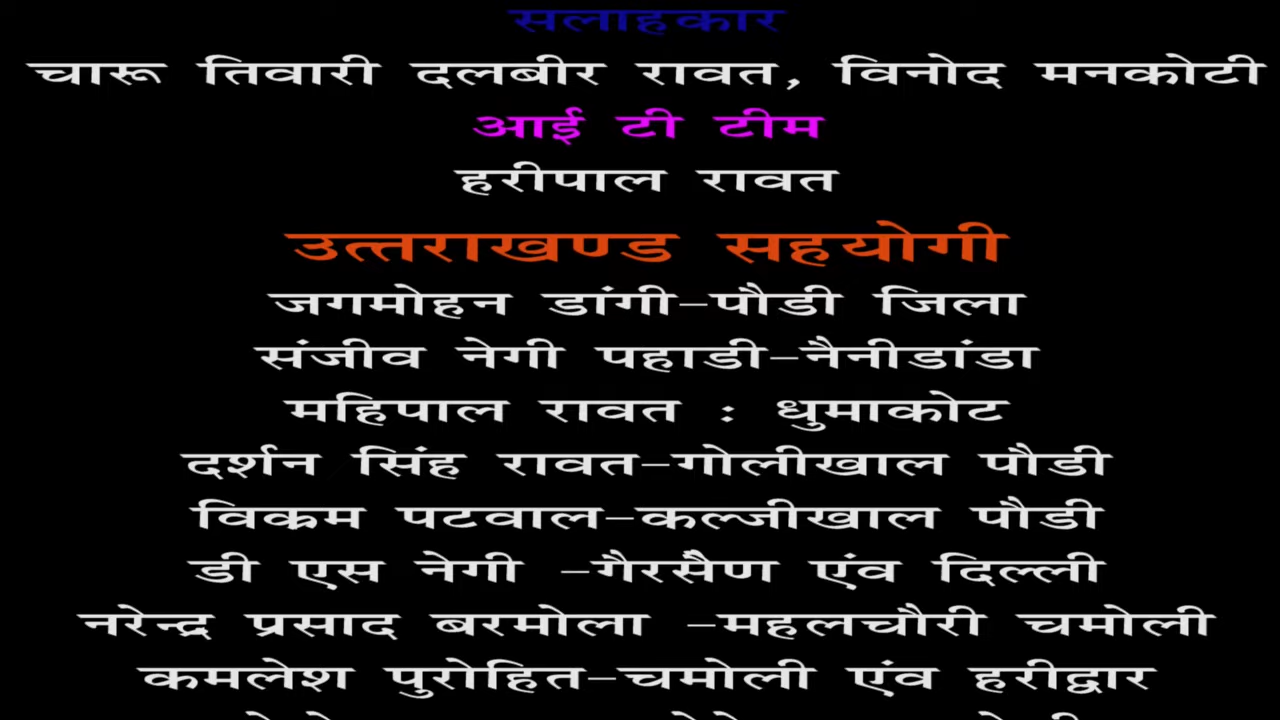 सलाहकार
चारू तिवारी दलबीर रावत, विनोद मनकोटी
आई टी टीम
हरीपाल रावत
उत्तराखण्ड सहयोगी
जगमोहन डांगी-पौडी जिला
संजीव नेगी पहाडी-नैनीडांडा
महिपाल रावत : धुमाकोट
दर्शन सिंह रावत-गोलीखाल पौडी
विक्रम पटवाल-कल्जीखाल पौडी
डी एस नेगी -गैरसैंण एंव दिल्ली
नरेन्द्र प्रसाद बरमोला -महलचौरी चमोली
कमलेश पुरोहित-चमोली एंव हरीद्वार